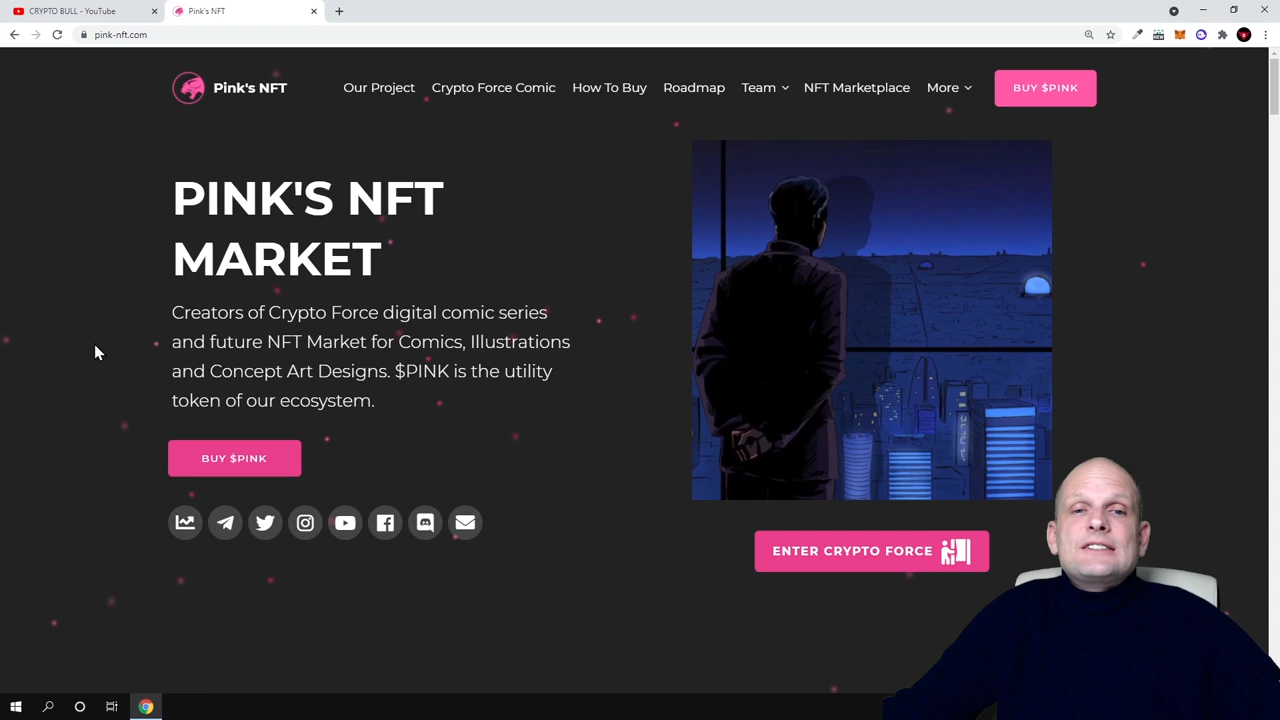 CRYPTO BULL - YouTube
Pink's NFT
pink-nft.com
Pink's NFT
Our Project
Crypto Force Comic
How To Buy
Roadmap
Team
NFT Marketplace
More
BUY $PINK
PINK'S NFT
MARKET
Creators of Crypto Force digital comic series
and future NFT Market for Comics, Illustrations
and Concept Art Designs. $PINK is the utility
token of our ecosystem.
BUY $PINK
ENTER CRYPTO FORCE